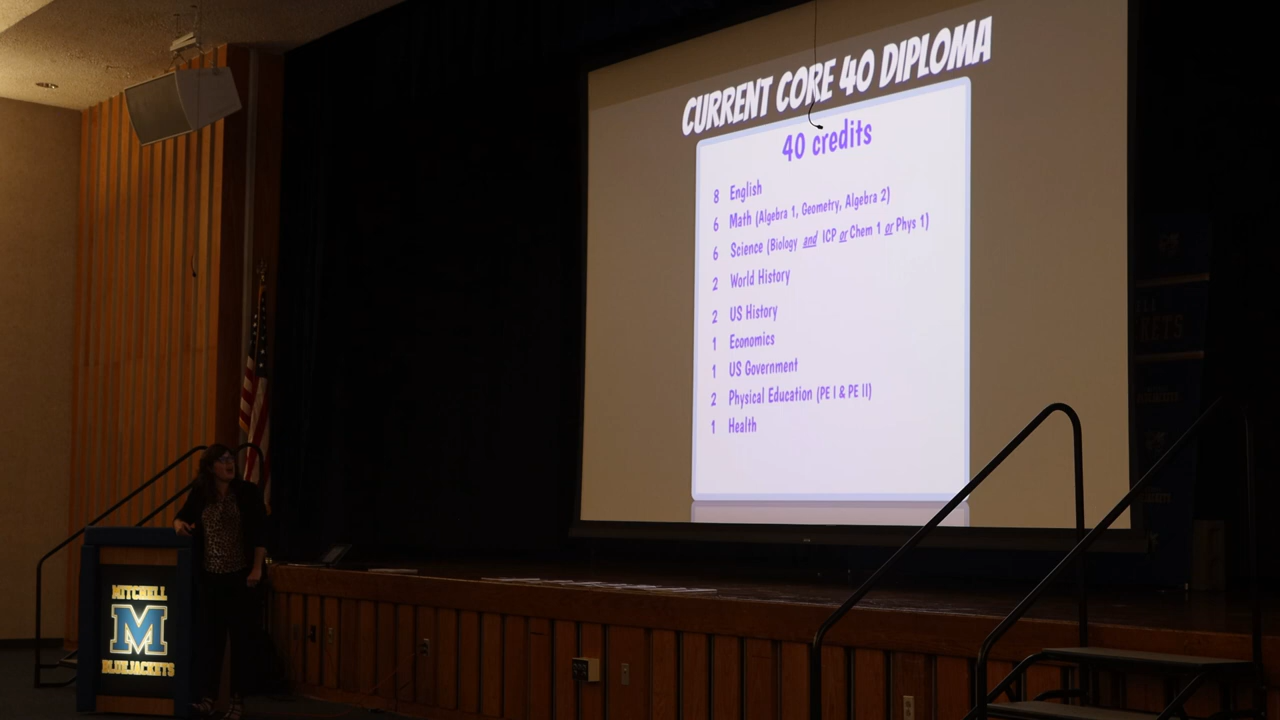 CURRENT CORE 40 DIPLOMA
40 credits
8 English
6 Math (Algebra 1, Geometry, Algebra 2)
6 Science (Biology and ICP or Chem 1 or Phys 1)
2 World History
2 US History
1 Economics
1 US Government
2 Physical Education (PE I & PE II)
1 Health
MITCHELL
M
BLUEJACKETS